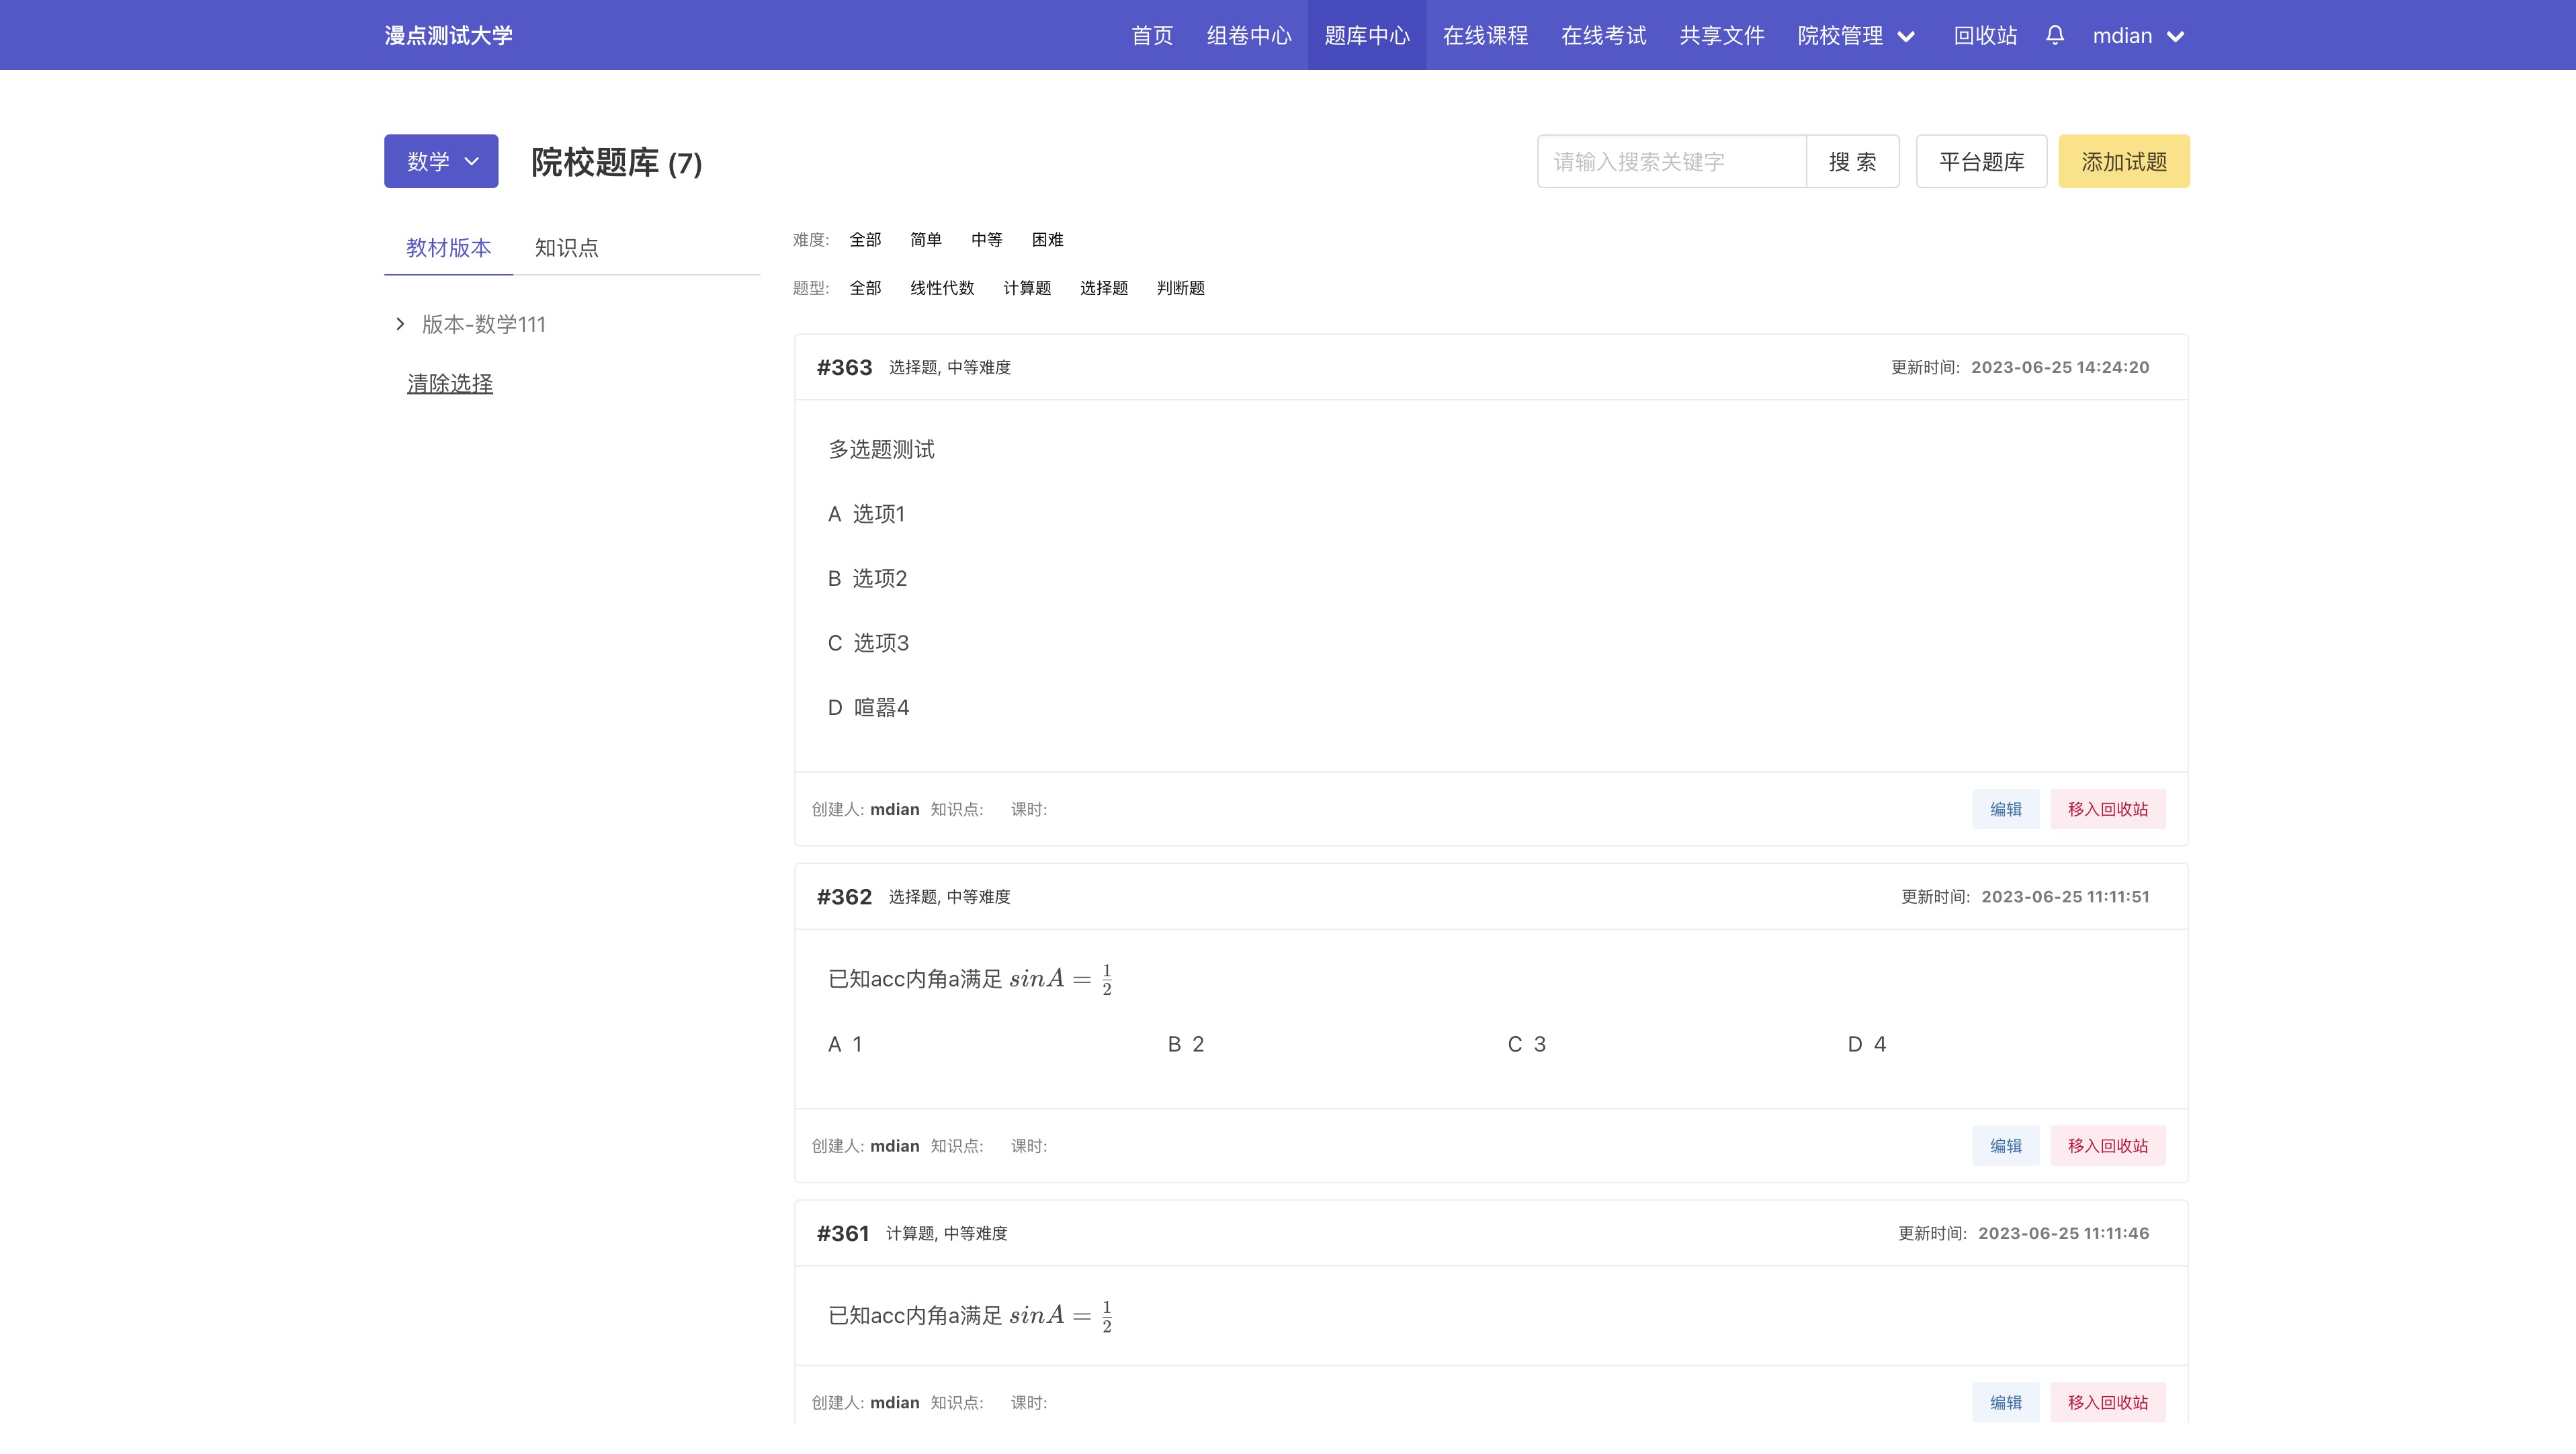 漫点测试大学 首页 组卷中心 题库中心 在线课程 在线考试 共享文件 院校管理 回收站 mdian
数学 院校题库 (7) 请输入搜索关键字 搜 索 平台题库 添加试题
教材版本 知识点
版本-数学111
清除选择
难度: 全部 简单 中等 困难
题型: 全部 线性代数 计算题 选择题 判断题
#363 选择题, 中等难度 更新时间: 2023-06-25 14:24:20
多选题测试
A 选项1
B 选项2
C 选项3
D 喧嚣4
创建人: mdian 知识点: 课时: 编辑 移入回收站
#362 选择题, 中等难度 更新时间: 2023-06-25 11:11:51
已知acc内角a满足 sinA = 1/2
A 1 B 2 C 3 D 4
创建人: mdian 知识点: 课时: 编辑 移入回收站
#361 计算题, 中等难度 更新时间: 2023-06-25 11:11:46
已知acc内角a满足 sinA = 1/2
创建人: mdian 知识点: 课时: 编辑 移入回收站